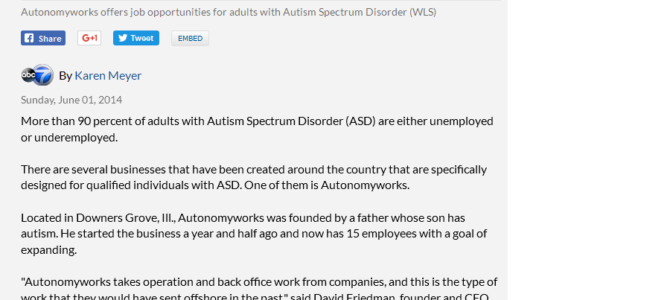 Autonomyworks offers job opportunities for adults with Autism Spectrum Disorder (WLS)
Share G+1 Tweet EMBED
abc 7 By Karen Meyer
Sunday, June 01, 2014
More than 90 percent of adults with Autism Spectrum Disorder (ASD) are either unemployed
or underemployed.
There are several businesses that have been created around the country that are specifically
designed for qualified individuals with ASD. One of them is Autonomyworks.
Located in Downers Grove, Ill., Autonomyworks was founded by a father whose son has
autism. He started the business a year and half ago and now has 15 employees with a goal of
expanding.
"Autonomyworks takes operation and back office work from companies, and this is the type of
work that they would have sent offshore in the past" said David Friedman, founder and CEO